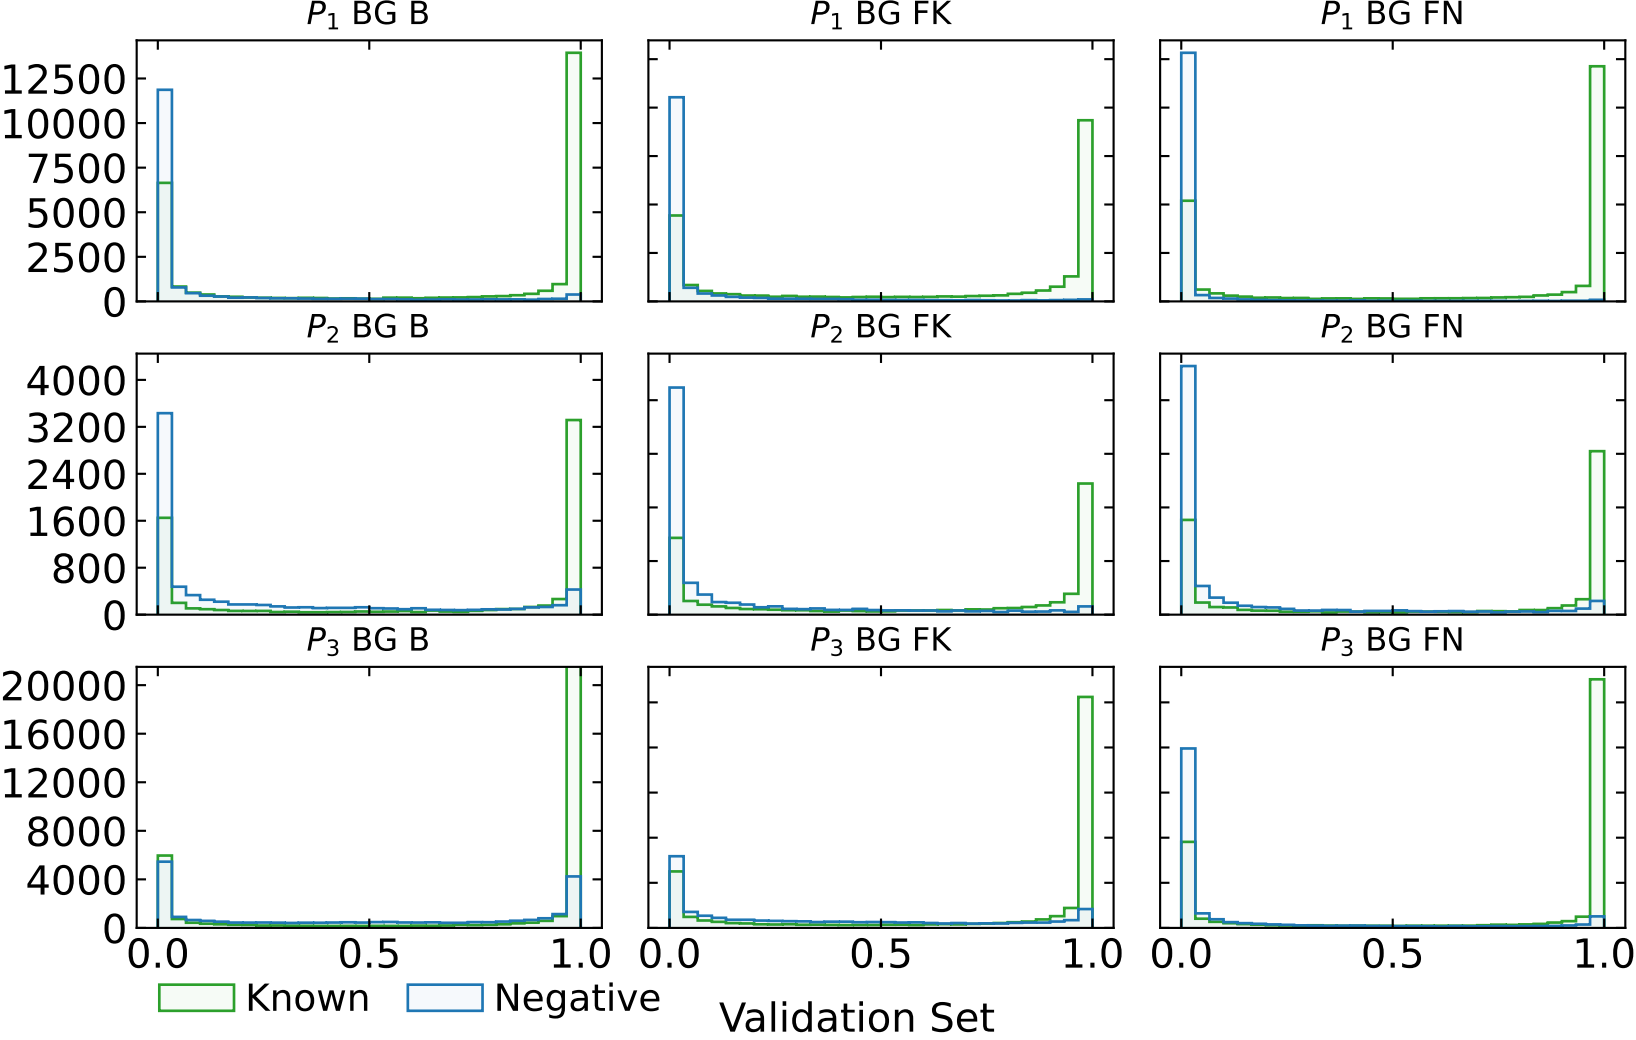 P1 BG B
P1 BG FK
P1 BG FN
12500
10000
7500
5000
2500
0
P2 BG B
P2 BG FK
P2 BG FN
4000
3200
2400
1600
800
0
P3 BG B
P3 BG FK
P3 BG FN
20000
16000
12000
8000
4000
0
0.0 0.5 1.0 0.0 0.5 1.0 0.0 0.5 1.0
Known Negative
Validation Set